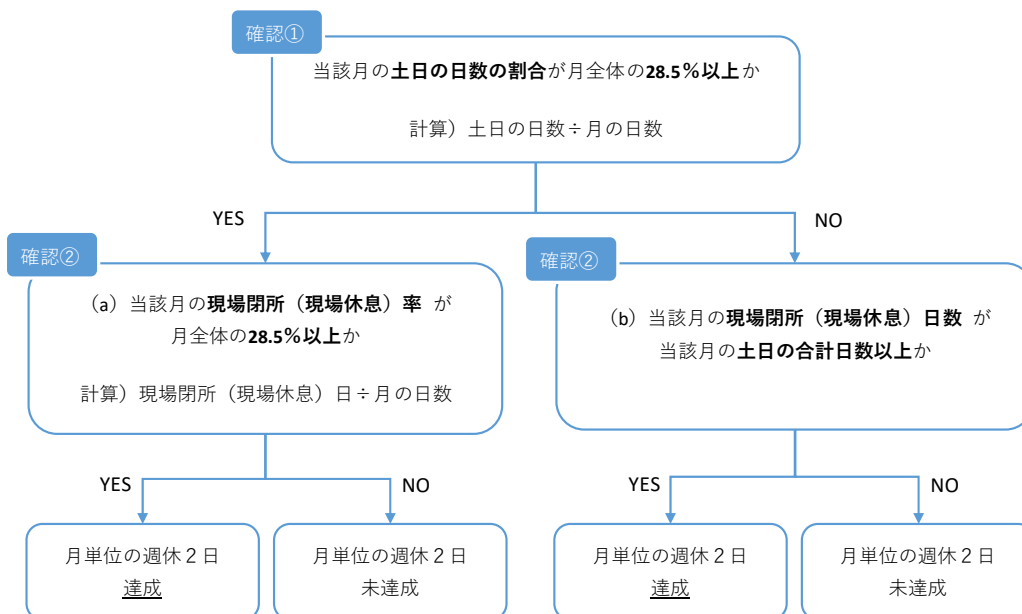 確認①
当該月の土日の日数の割合が月全体の28.5%以上か
計算）土日の日数÷月の日数
YES
NO
確認②
（a）当該月の現場閉所（現場休息）率 が
月全体の28.5%以上か
計算）現場閉所（現場休息）日÷月の日数
確認②
（b）当該月の現場閉所（現場休息）日数 が
当該月の土日の合計日数以上か
YES
NO
YES
NO
月単位の週休２日
達成
月単位の週休２日
未達成
月単位の週休２日
達成
月単位の週休２日
未達成